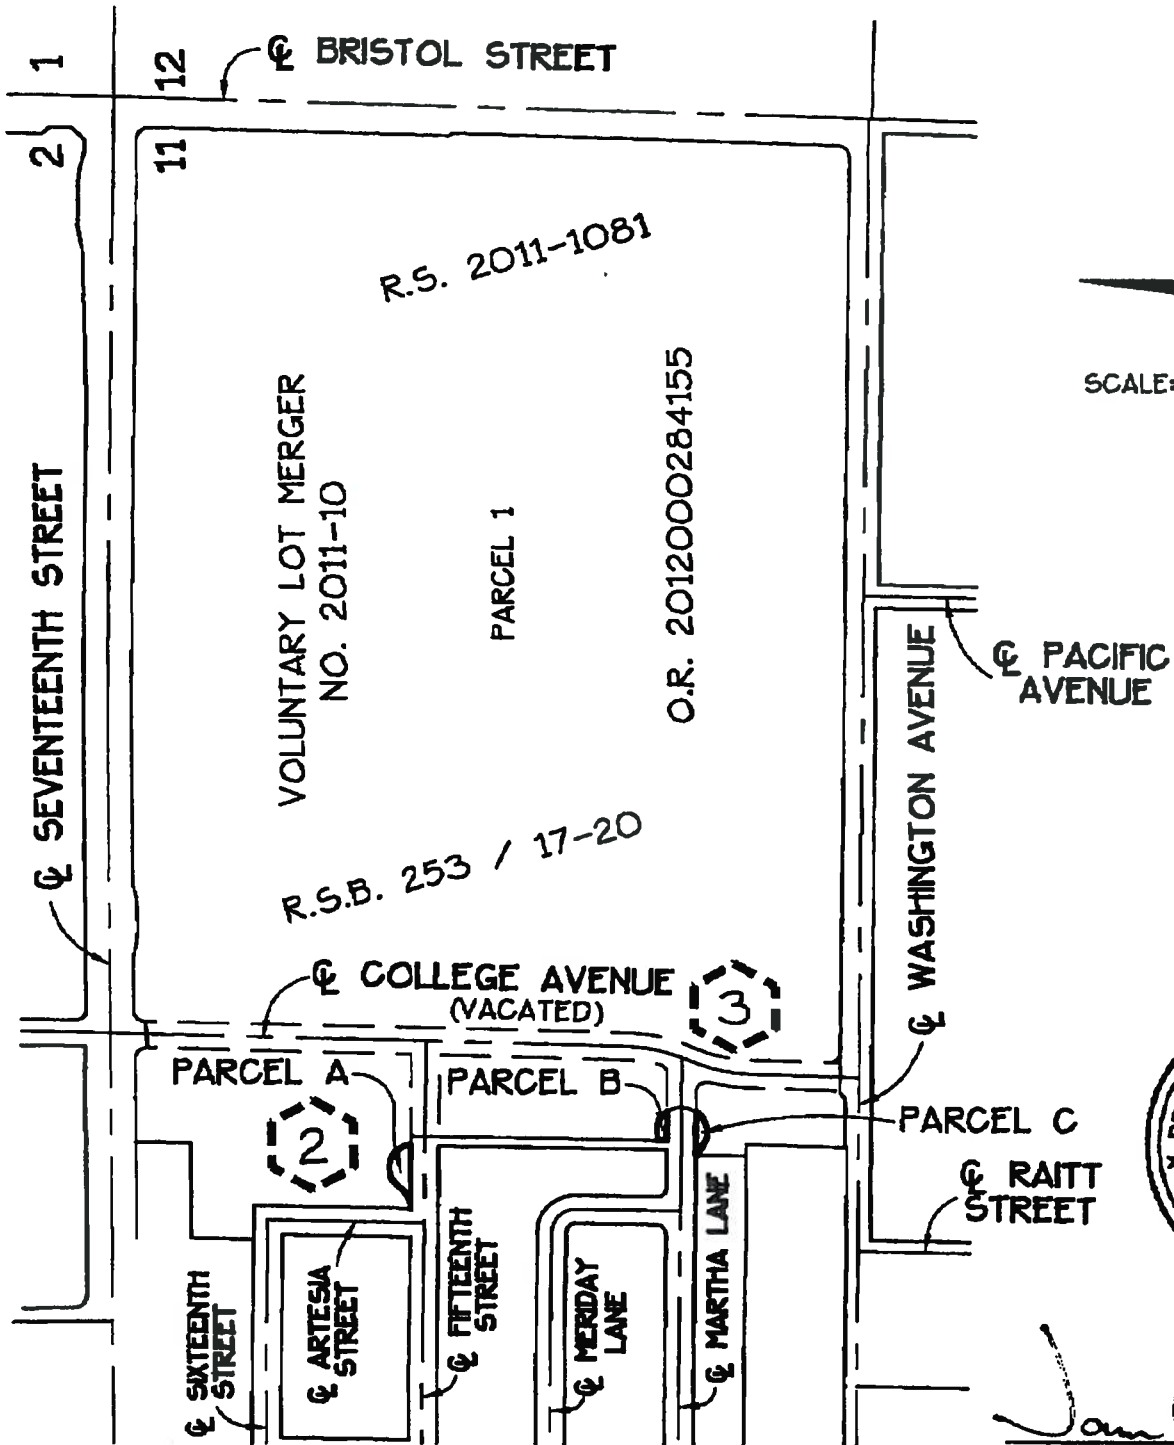 1
12
℄ BRISTOL STREET
2
11
R.S. 2011-1081
SCALE=
VOLUNTARY LOT MERGER
NO. 2011-10
PARCEL 1
O.R. 2012000284155
℄ SEVENTEENTH STREET
℄ PACIFIC
AVENUE
℄ WASHINGTON AVENUE
R.S.B. 253 / 17-20
℄ COLLEGE AVENUE
(VACATED)
3
PARCEL A
PARCEL B
PARCEL C
2
℄ RAITT
STREET
℄ SIXTEENTH
STREET
℄ ARTESIA
STREET
℄ FIFTEENTH
STREET
℄ MERIDAY
LANE
℄ MARTHA LANE